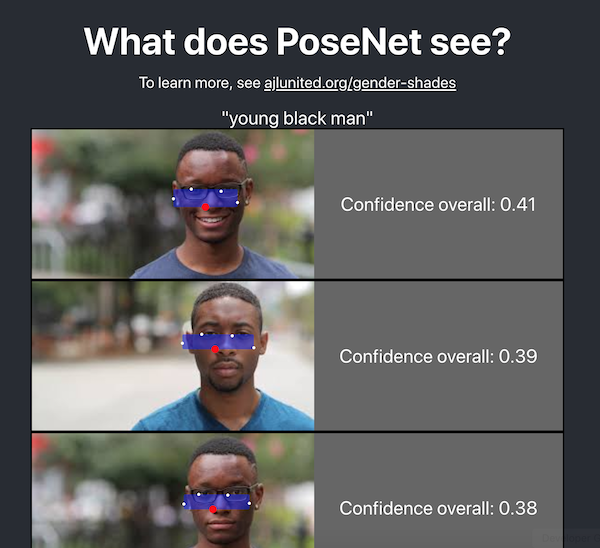 What does PoseNet see?
To learn more, see ajlunited.org/gender-shades
"young black man"
Confidence overall: 0.41
Confidence overall: 0.39
Confidence overall: 0.38